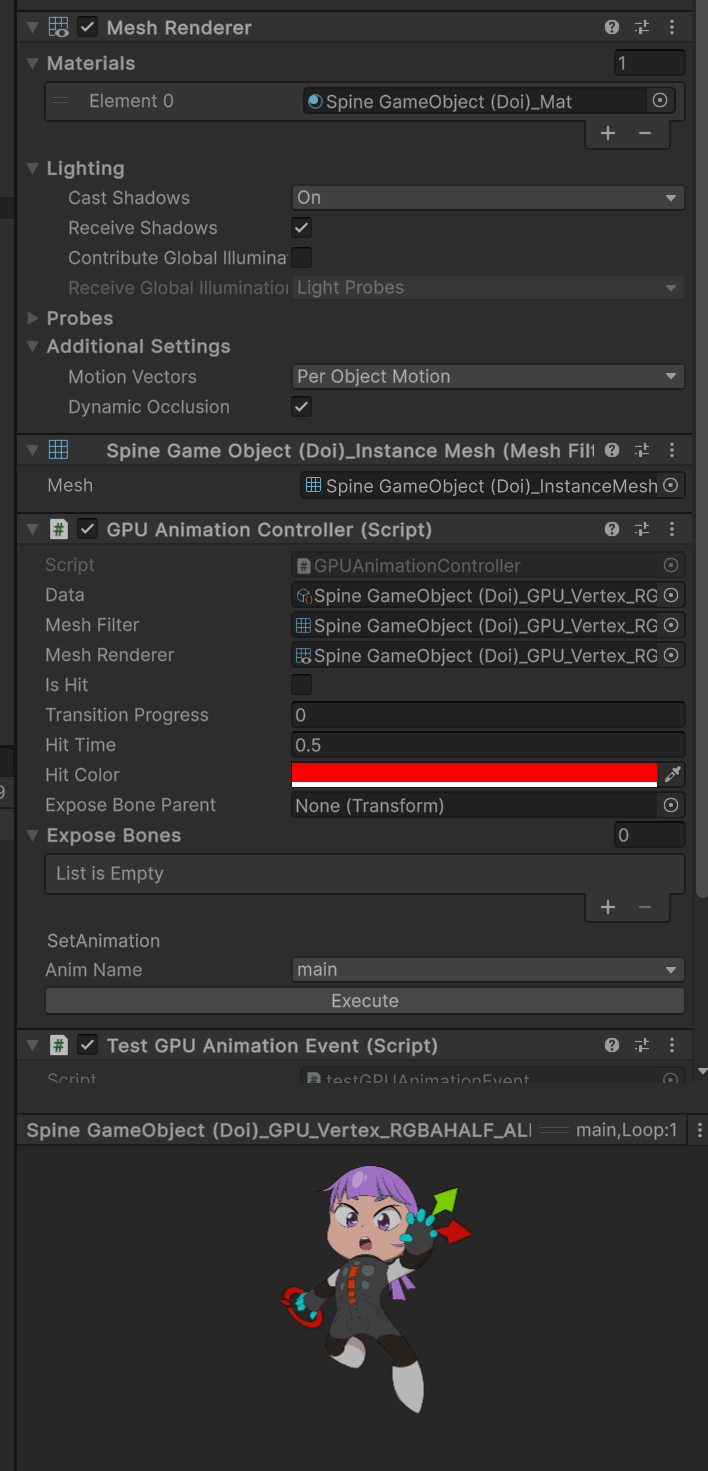 Mesh Renderer
Materials 1
Element 0 Spine GameObject (Doi)_Mat
+ −
Lighting
Cast Shadows On
Receive Shadows
Contribute Global Illumina
Receive Global Illumination Light Probes
Probes
Additional Settings
Motion Vectors Per Object Motion
Dynamic Occlusion
Spine Game Object (Doi)_Instance Mesh (Mesh Filt
Mesh Spine GameObject (Doi)_InstanceMesh
# GPU Animation Controller (Script)
Script # GPUAnimationController
Data Spine GameObject (Doi)_GPU_Vertex_RG
Mesh Filter Spine GameObject (Doi)_GPU_Vertex_RG
Mesh Renderer Spine GameObject (Doi)_GPU_Vertex_RG
Is Hit
Transition Progress 0
Hit Time 0.5
Hit Color
9
Expose Bone Parent None (Transform)
Expose Bones 0
List is Empty
+ −
SetAnimation
Anim Name main
Execute
# Test GPU Animation Event (Script)
Script # testGPUAnimationEvent
Spine GameObject (Doi)_GPU_Vertex_RGBAHALF_ALL main,Loop:1